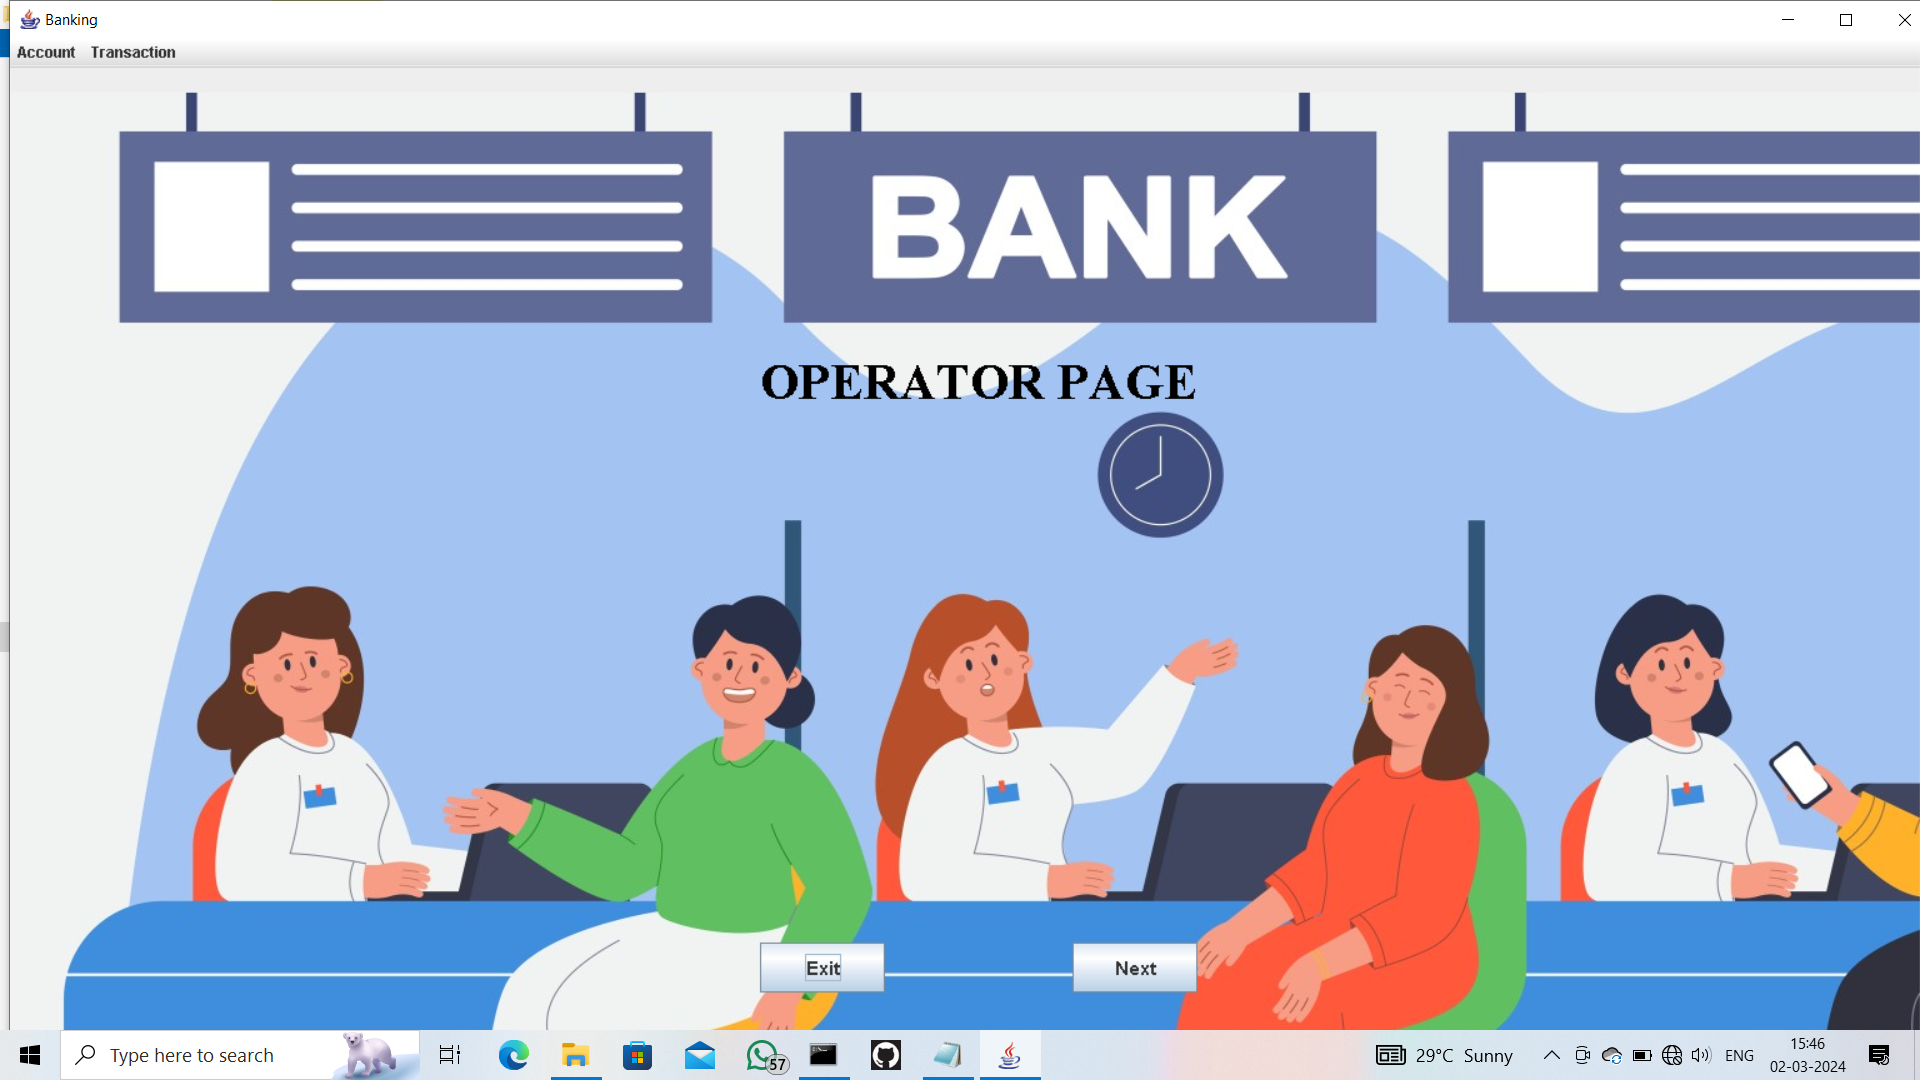 Banking
Account Transaction
BANK
OPERATOR PAGE
Exit Next
Type here to search
57
29°C Sunny
ENG
15:46
02-03-2024